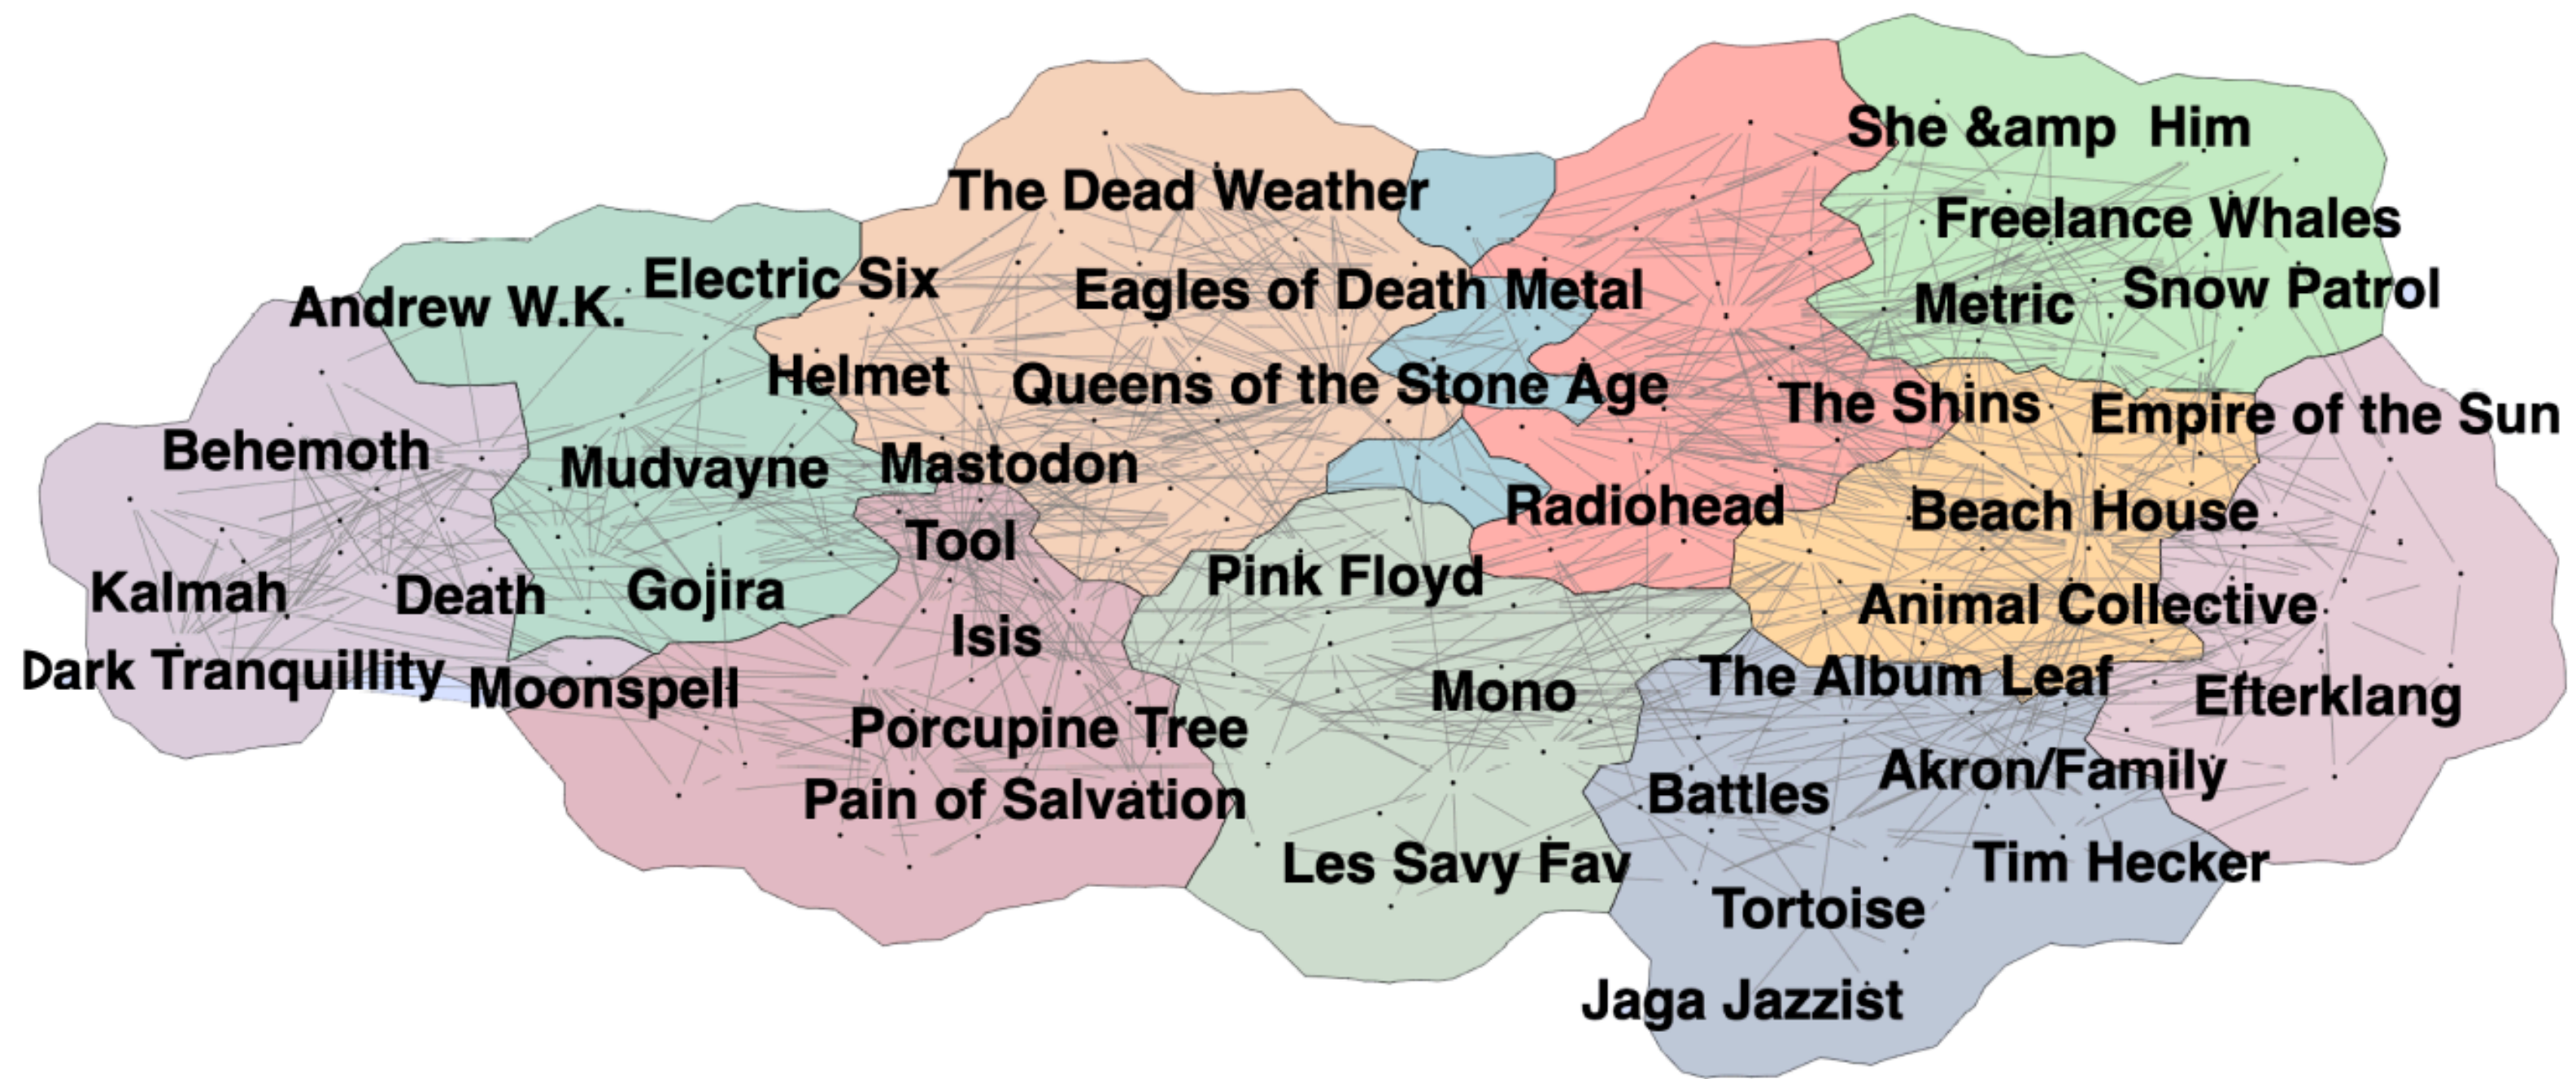 She &amp  Him
The Dead Weather
Freelance Whales
Electric Six
Andrew W.K.
Eagles of Death Metal
Metric
Snow Patrol
Helmet
Queens of the Stone Age
The Shins
Empire of the Sun
Behemoth
Mudvayne
Mastodon
Radiohead
Beach House
Tool
Pink Floyd
Kalmah
Death
Gojira
Animal Collective
Isis
Dark Tranquillity
Moonspell
Mono
The Album Leaf
Efterklang
Porcupine Tree
Pain of Salvation
Battles
Akron/Family
Les Savy Fav
Tim Hecker
Tortoise
Jaga Jazzist